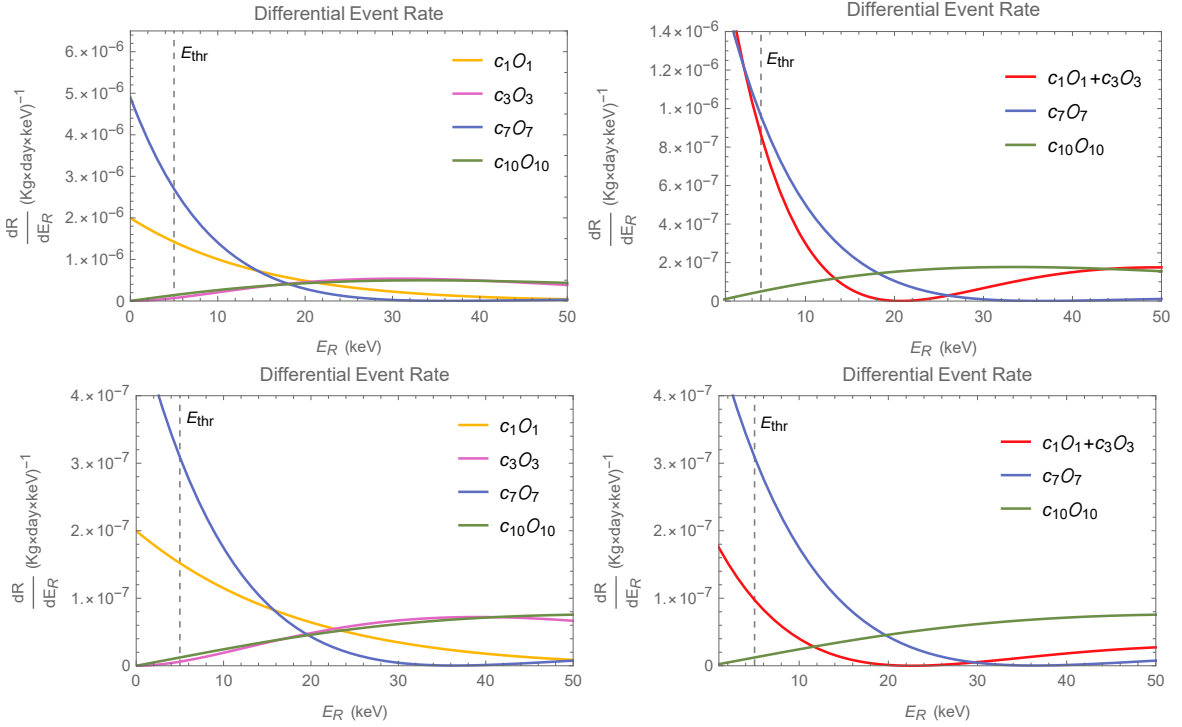 Differential Event Rate
6. × 10⁻⁶
5. × 10⁻⁶
4. × 10⁻⁶
3. × 10⁻⁶
2. × 10⁻⁶
1. × 10⁻⁶
0
dR/dE_R (Kg×day×keV)⁻¹
E_thr
c₁O₁
c₃O₃
c₇O₇
c₁₀O₁₀
0 10 20 30 40 50
E_R (keV)
Differential Event Rate
1.4 × 10⁻⁶
1.2 × 10⁻⁶
1. × 10⁻⁶
8. × 10⁻⁷
6. × 10⁻⁷
4. × 10⁻⁷
2. × 10⁻⁷
0
dR/dE_R (Kg×day×keV)⁻¹
E_thr
c₁O₁+c₃O₃
c₇O₇
c₁₀O₁₀
10 20 30 40 50
E_R (keV)
Differential Event Rate
4. × 10⁻⁷
3. × 10⁻⁷
2. × 10⁻⁷
1. × 10⁻⁷
0
dR/dE_R (Kg×day×keV)⁻¹
E_thr
c₁O₁
c₃O₃
c₇O₇
c₁₀O₁₀
0 10 20 30 40 50
E_R (keV)
Differential Event Rate
4. × 10⁻⁷
3. × 10⁻⁷
2. × 10⁻⁷
1. × 10⁻⁷
0
dR/dE_R (Kg×day×keV)⁻¹
E_thr
c₁O₁+c₃O₃
c₇O₇
c₁₀O₁₀
10 20 30 40 50
E_R (keV)